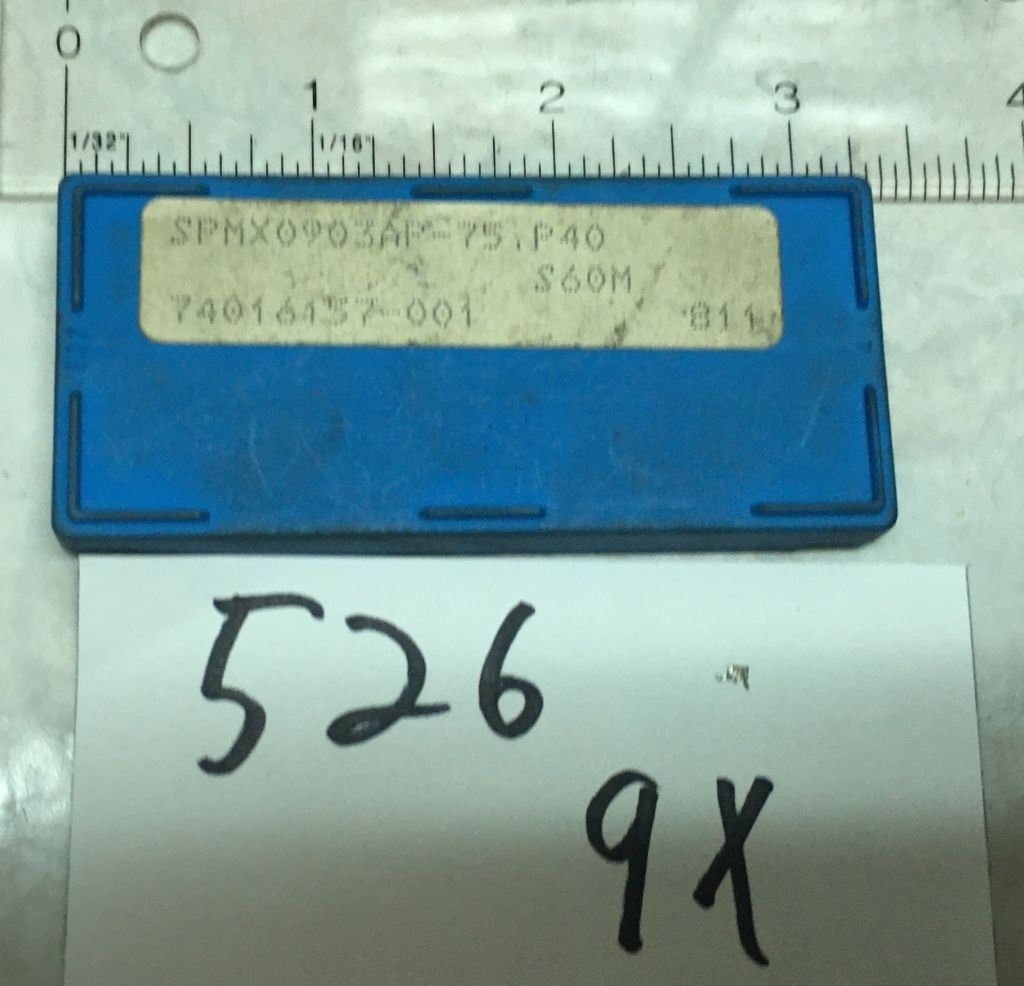 0
1 2 3 4
1/32" 1/16"
SPMX0903AP-75.P40
S60M
74016157-001 811
526
9X